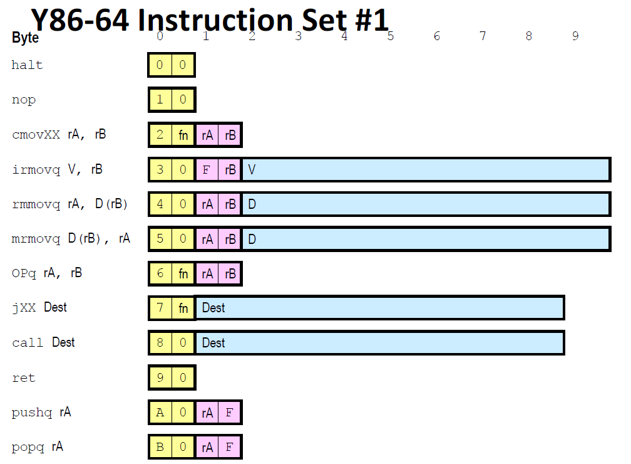 Y86-64 Instruction Set #1
Byte 0 1 2 3 4 5 6 7 8 9
halt 0 0
nop 1 0
cmovXX rA, rB 2 fn rA rB
irmovq V, rB 3 0 F rB V
rmmovq rA, D(rB) 4 0 rA rB D
mrmovq D(rB), rA 5 0 rA rB D
OPq rA, rB 6 fn rA rB
jXX Dest 7 fn Dest
call Dest 8 0 Dest
ret 9 0
pushq rA A 0 rA F
popq rA B 0 rA F